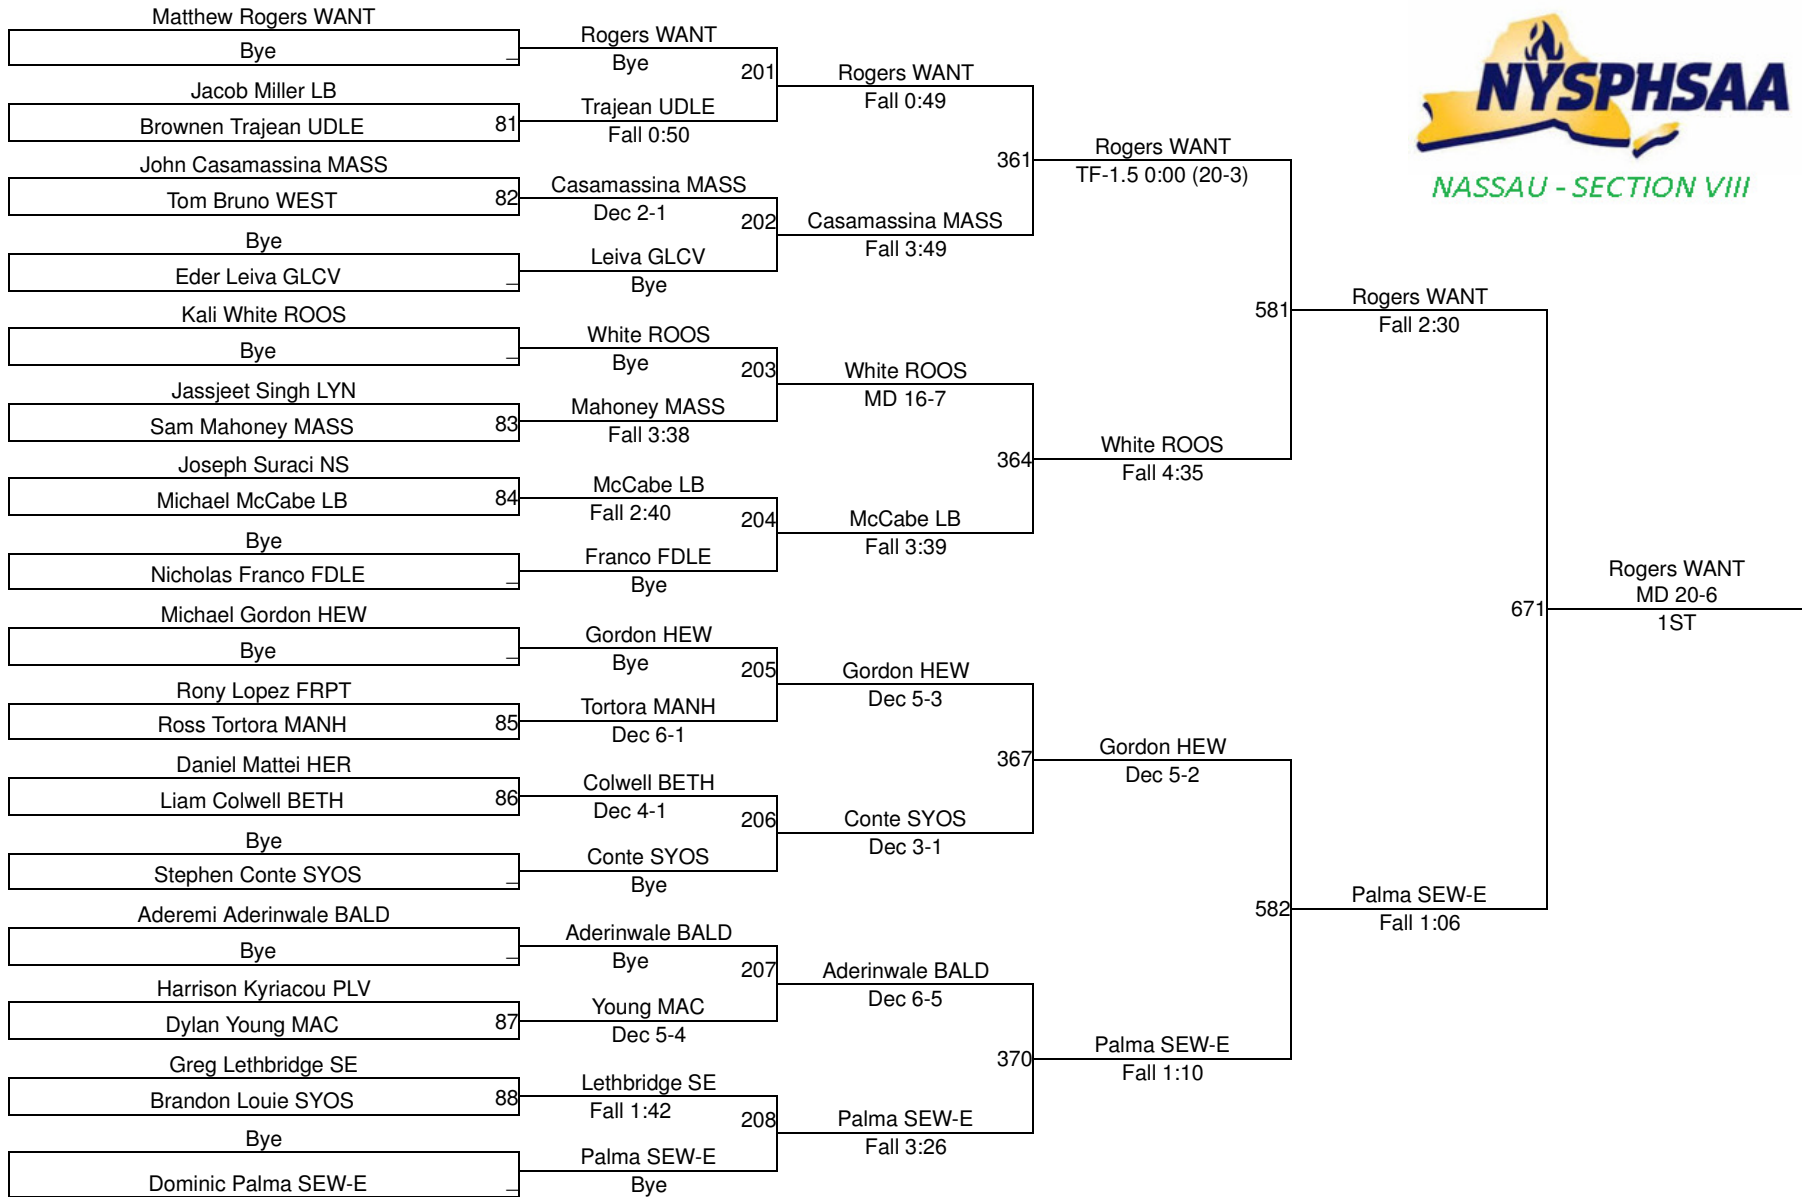 Matthew Rogers WANT
Bye
_
Jacob Miller LB
Brownen Trajean UDLE
81
John Casamassina MASS
Tom Bruno WEST
82
Bye
Eder Leiva GLCV
_
Kali White ROOS
Bye
_
Jassjeet Singh LYN
Sam Mahoney MASS
83
Joseph Suraci NS
Michael McCabe LB
84
Bye
Nicholas Franco FDLE
_
Michael Gordon HEW
Bye
_
Rony Lopez FRPT
Ross Tortora MANH
85
Daniel Mattei HER
Liam Colwell BETH
86
Bye
Stephen Conte SYOS
_
Aderemi Aderinwale BALD
Bye
_
Harrison Kyriacou PLV
Dylan Young MAC
87
Greg Lethbridge SE
Brandon Louie SYOS
88
Bye
Dominic Palma SEW-E
_
Rogers WANT
Bye
201
Trajean UDLE
Fall 0:50
Casamassina MASS
Dec 2-1
202
Leiva GLCV
Bye
White ROOS
Bye
203
Mahoney MASS
Fall 3:38
McCabe LB
Fall 2:40
204
Franco FDLE
Bye
Gordon HEW
Bye
205
Tortora MANH
Dec 6-1
Colwell BETH
Dec 4-1
206
Conte SYOS
Bye
Aderinwale BALD
Bye
207
Young MAC
Dec 5-4
Lethbridge SE
Fall 1:42
208
Palma SEW-E
Bye
Rogers WANT
Fall 0:49
361
Casamassina MASS
Fall 3:49
White ROOS
MD 16-7
364
McCabe LB
Fall 3:39
Gordon HEW
Dec 5-3
367
Conte SYOS
Dec 3-1
Aderinwale BALD
Dec 6-5
370
Palma SEW-E
Fall 3:26
Rogers WANT
TF-1.5 0:00 (20-3)
581
White ROOS
Fall 4:35
Gordon HEW
Dec 5-2
582
Palma SEW-E
Fall 1:10
Rogers WANT
Fall 2:30
671
Palma SEW-E
Fall 1:06
Rogers WANT
MD 20-6
1ST
NYSPHSAA
NASSAU - SECTION VIII